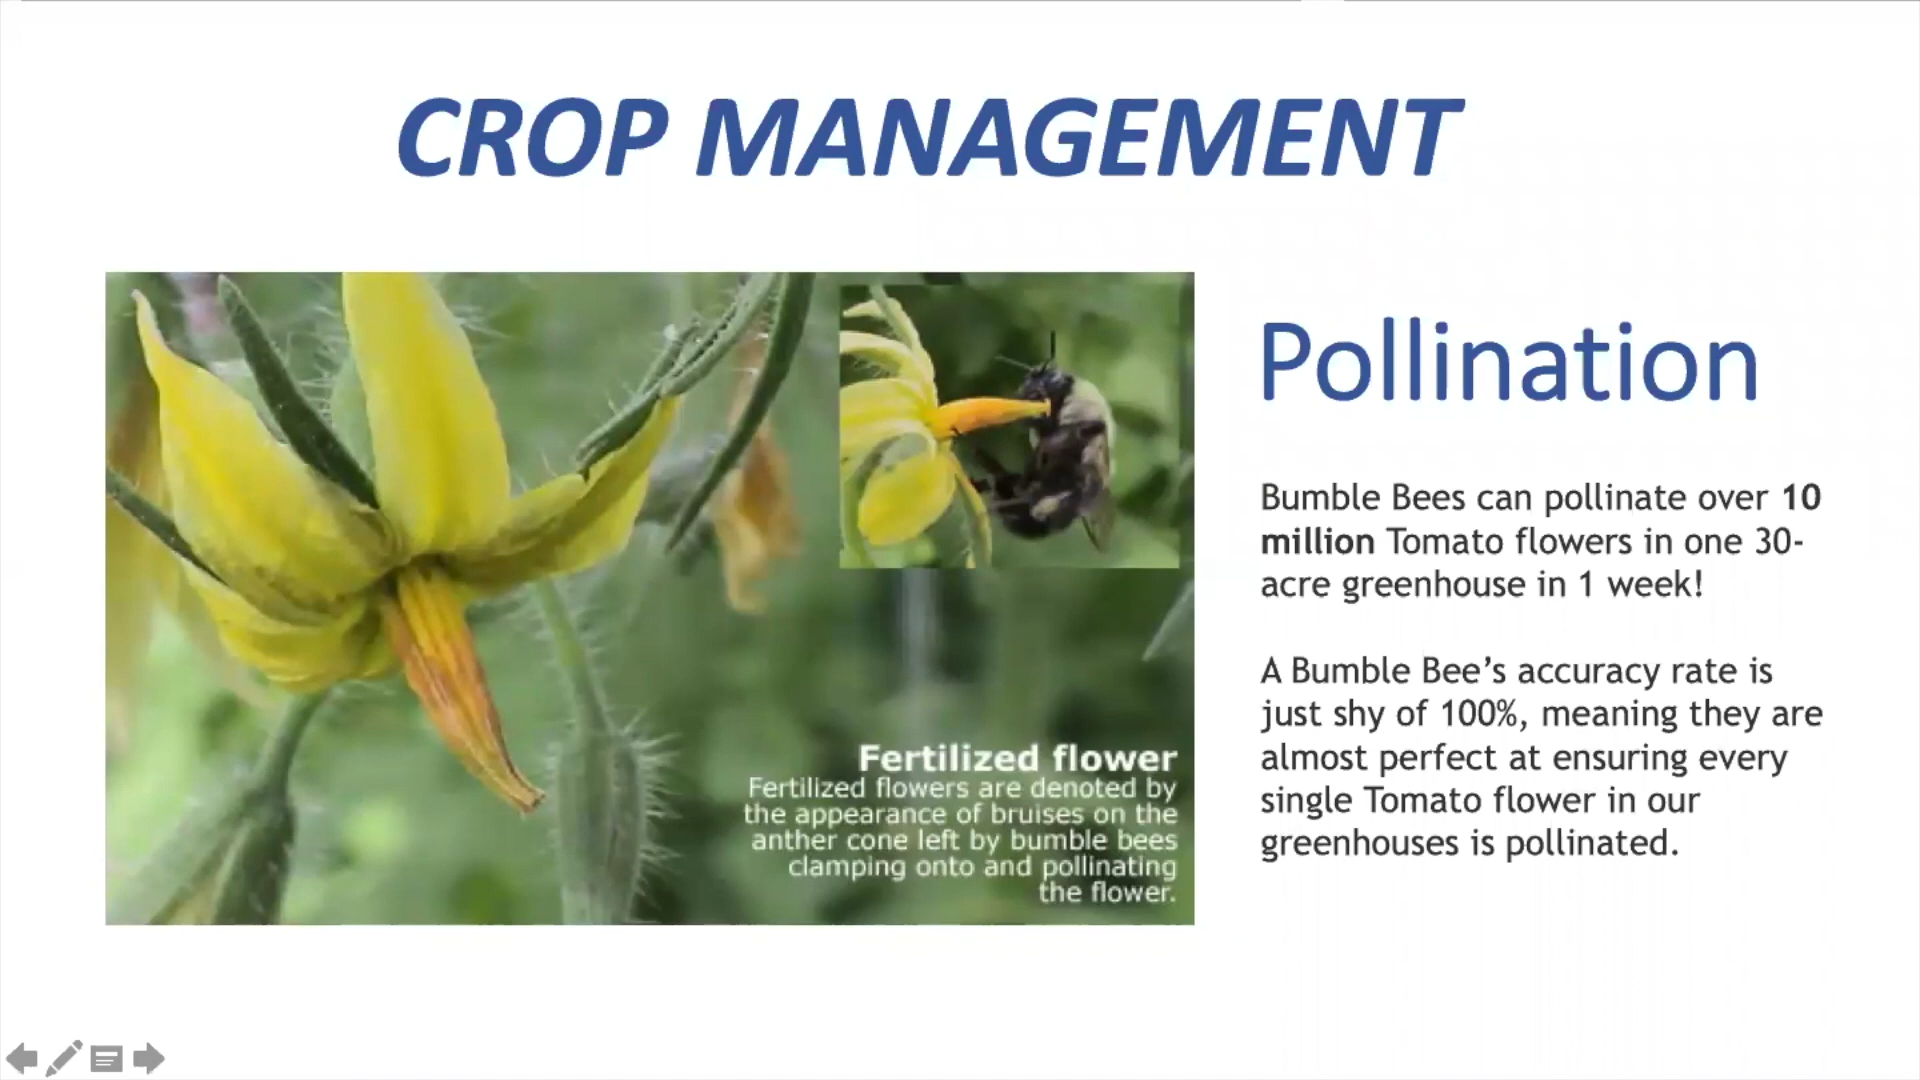 CROP MANAGEMENT
Fertilized flower
Fertilized flowers are denoted by
the appearance of bruises on the
anther cone left by bumble bees
clamping onto and pollinating
the flower.
Pollination
Bumble Bees can pollinate over 10
million Tomato flowers in one 30-
acre greenhouse in 1 week!
A Bumble Bee’s accuracy rate is
just shy of 100%, meaning they are
almost perfect at ensuring every
single Tomato flower in our
greenhouses is pollinated.